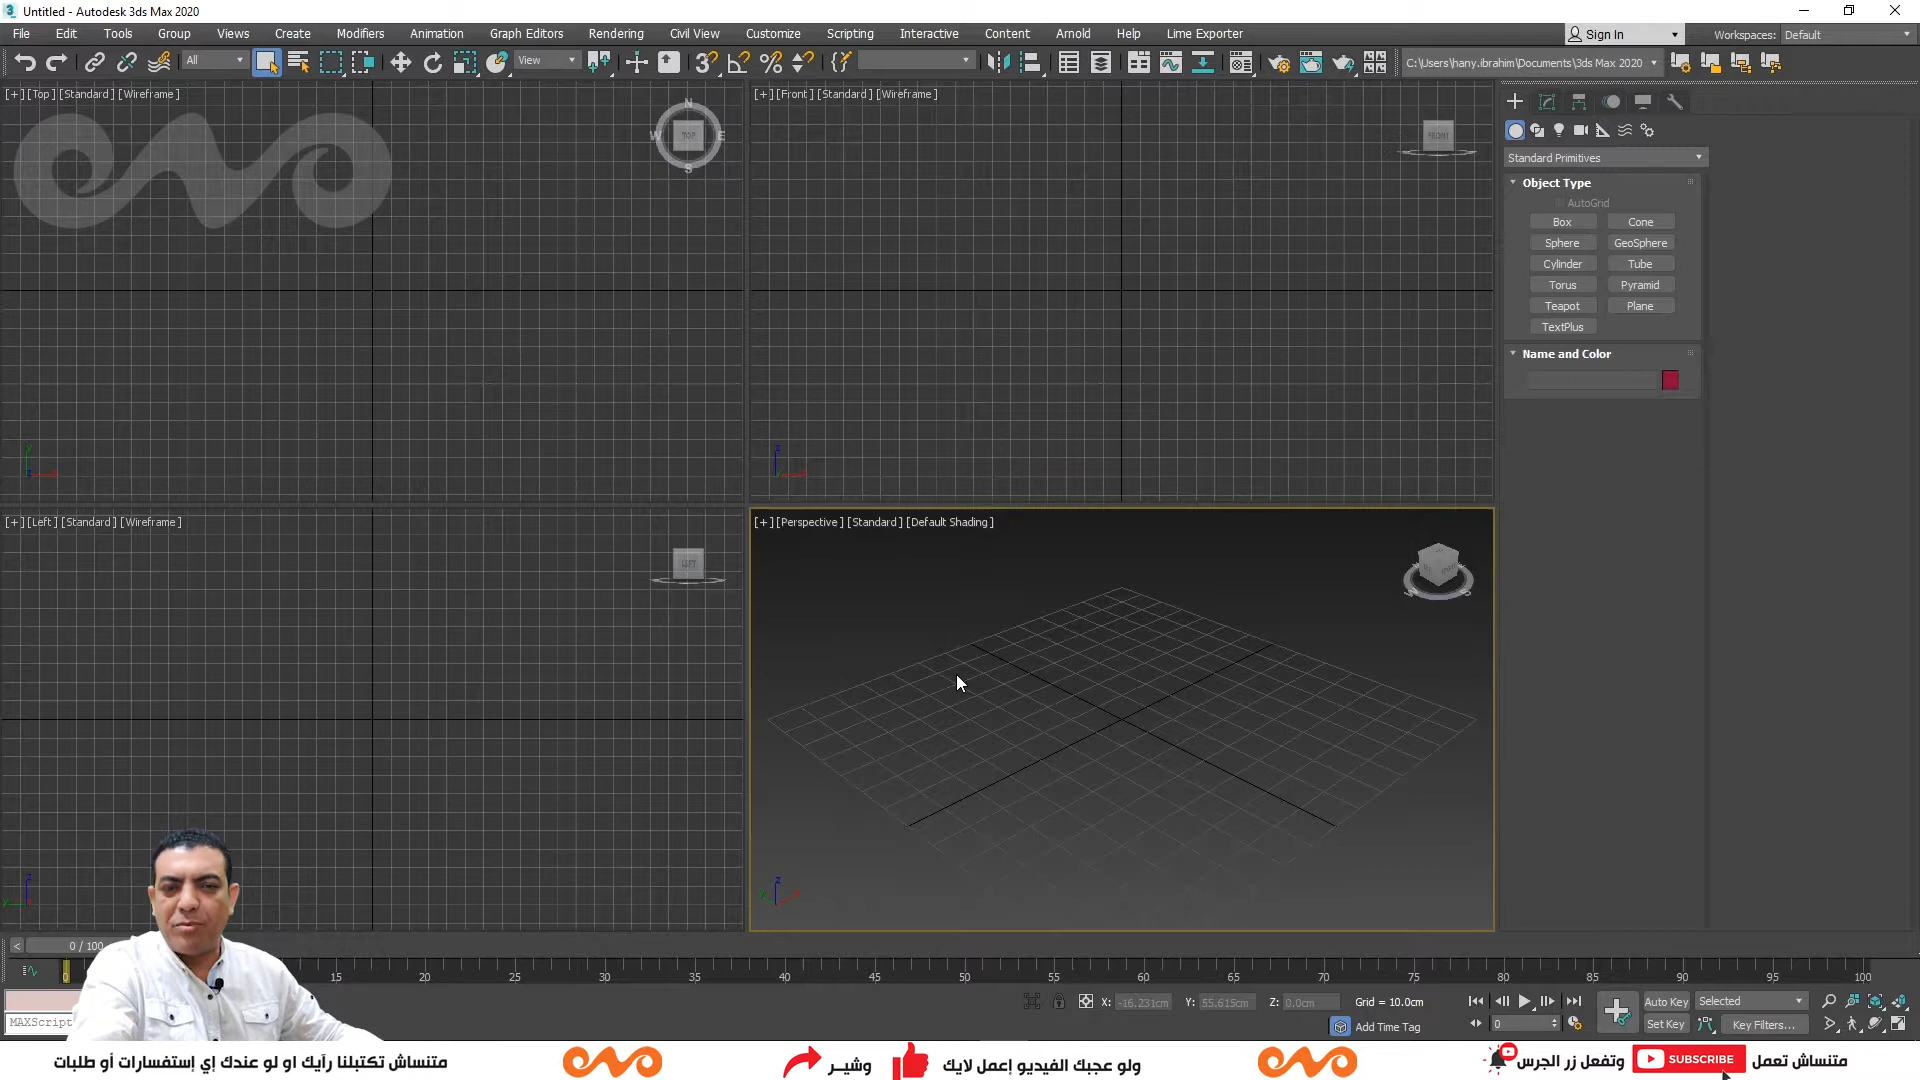 Untitled - Autodesk 3ds Max 2020
File Edit Tools Group Views Create Modifiers Animation Graph Editors Rendering Civil View Customize Scripting Interactive Content Arnold Help Lime Exporter
Sign In
Workspaces: Default
All
View
C:\Users\hany.ibrahim\Documents\3ds Max 2020
[+] [Top] [Standard] [Wireframe]
N
W TOP E
S
[+] [Front] [Standard] [Wireframe]
FRONT
Standard Primitives
Object Type
AutoGrid
Box Cone
Sphere GeoSphere
Cylinder Tube
Torus Pyramid
Teapot Plane
TextPlus
Name and Color
[+] [Left] [Standard] [Wireframe]
LEFT
[+] [Perspective] [Standard] [Default Shading]
0 / 100
0 15 20 25 30 35 40 45 50 55 60 65 70 75 80 85 90 95 100
X: -16.231cm Y: 55.615cm Z: 0.0cm Grid = 10.0cm
Add Time Tag
0
Auto Key Selected
Set Key Key Filters...
MAXScript
متنساش تكتبلنا رآيك او لو عندك إي إستفسارات أو طلبات
ولو عجبك الفيديو إعمل لايك وشيـر
متنساش تعمل SUBSCRIBE وتفعل زر الجرس